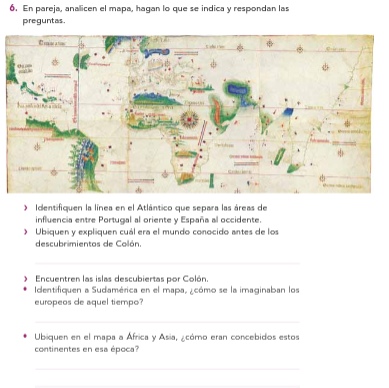 6. En pareja, analicen el mapa, hagan lo que se indica y respondan las
preguntas.
› Identifiquen la línea en el Atlántico que separa las áreas de
influencia entre Portugal al oriente y España al occidente.
› Ubiquen y expliquen cuál era el mundo conocido antes de los
descubrimientos de Colón.
› Encuentren las islas descubiertas por Colón.
• Identifiquen a Sudamérica en el mapa, ¿cómo se la imaginaban los
europeos de aquel tiempo?
• Ubiquen en el mapa a África y Asia, ¿cómo eran concebidos estos
continentes en esa época?